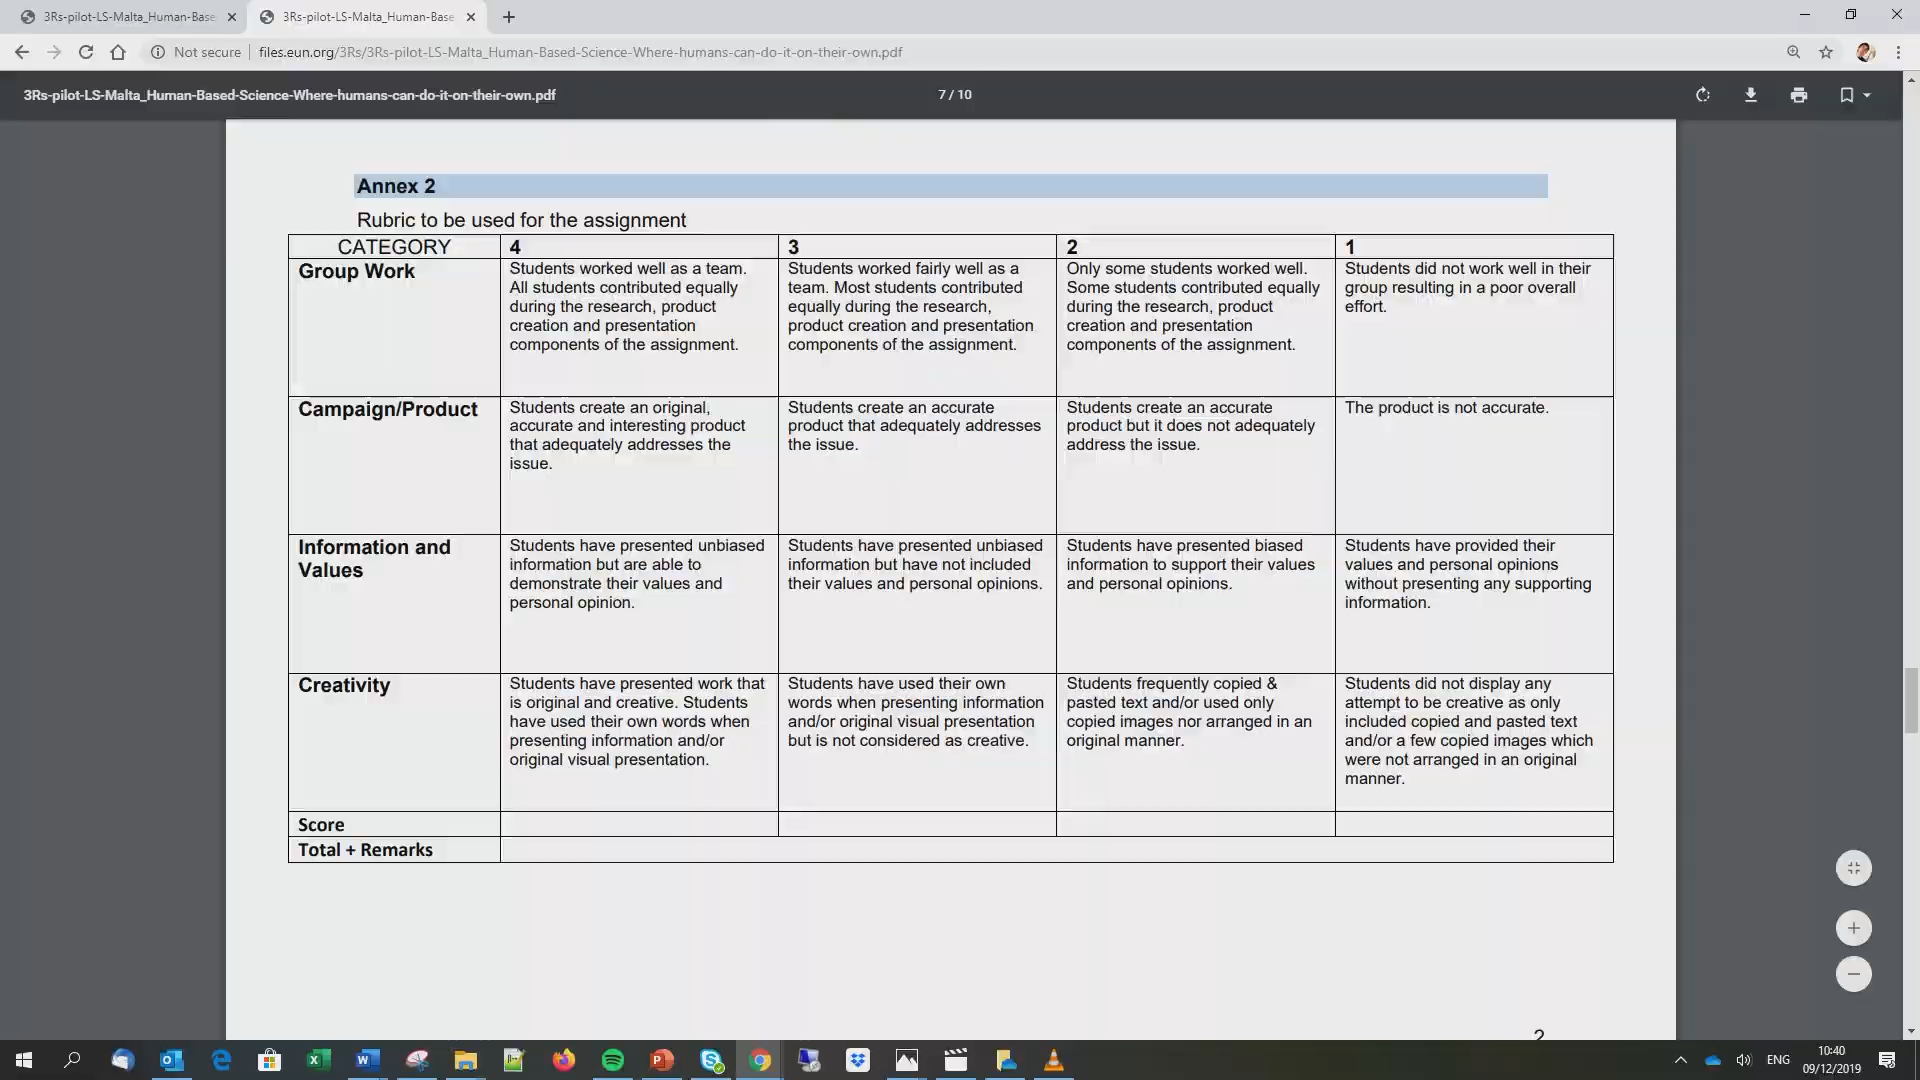 3Rs-pilot-LS-Malta_Human-Base
3Rs-pilot-LS-Malta_Human-Base
Not secure
files.eun.org/3Rs/3Rs-pilot-LS-Malta_Human-Based-Science-Where-humans-can-do-it-on-their-own.pdf
3Rs-pilot-LS-Malta_Human-Based-Science-Where-humans-can-do-it-on-their-own.pdf
7 / 10
Annex 2
Rubric to be used for the assignment
CATEGORY
4
3
2
1
Group Work
Students worked well as a team.
All students contributed equally
during the research, product
creation and presentation
components of the assignment.
Students worked fairly well as a
team. Most students contributed
equally during the research,
product creation and presentation
components of the assignment.
Only some students worked well.
Some students contributed equally
during the research, product
creation and presentation
components of the assignment.
Students did not work well in their
group resulting in a poor overall
effort.
Campaign/Product
Students create an original,
accurate and interesting product
that adequately addresses the
issue.
Students create an accurate
product that adequately addresses
the issue.
Students create an accurate
product but it does not adequately
address the issue.
The product is not accurate.
Information and
Values
Students have presented unbiased
information but are able to
demonstrate their values and
personal opinion.
Students have presented unbiased
information but have not included
their values and personal opinions.
Students have presented biased
information to support their values
and personal opinions.
Students have provided their
values and personal opinions
without presenting any supporting
information.
Creativity
Students have presented work that
is original and creative. Students
have used their own words when
presenting information and/or
original visual presentation.
Students have used their own
words when presenting information
and/or original visual presentation
but is not considered as creative.
Students frequently copied &
pasted text and/or used only
copied images nor arranged in an
original manner.
Students did not display any
attempt to be creative as only
included copied and pasted text
and/or a few copied images which
were not arranged in an original
manner.
Score
Total + Remarks
2
ENG
10:40
09/12/2019